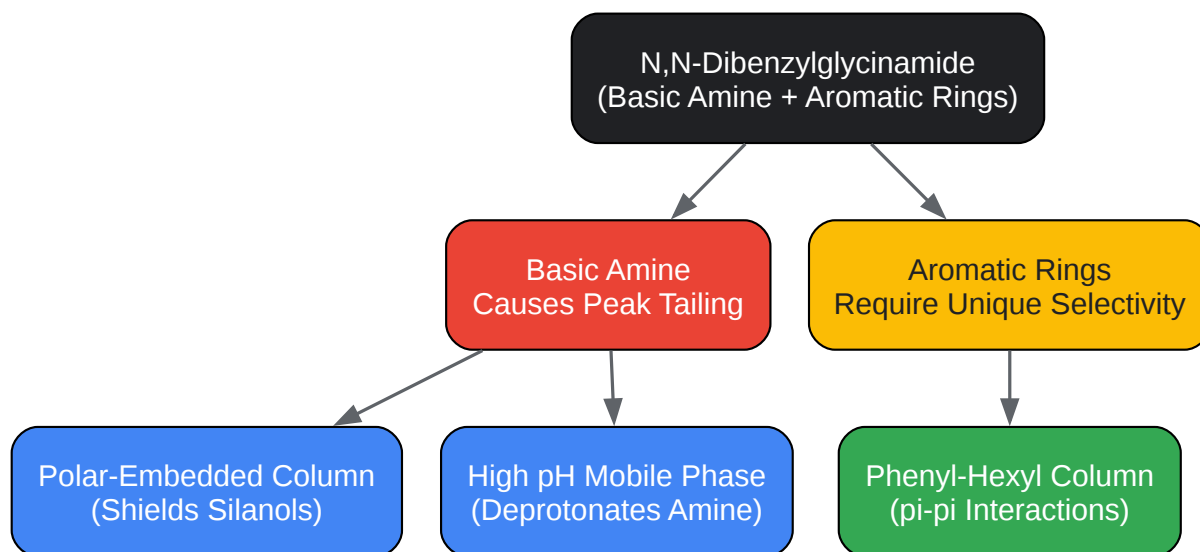 N,N-Dibenzylglycinamide
(Basic Amine + Aromatic Rings)
Basic Amine
Causes Peak Tailing
Aromatic Rings
Require Unique Selectivity
Polar-Embedded Column
(Shields Silanols)
High pH Mobile Phase
(Deprotonates Amine)
Phenyl-Hexyl Column
(pi-pi Interactions)